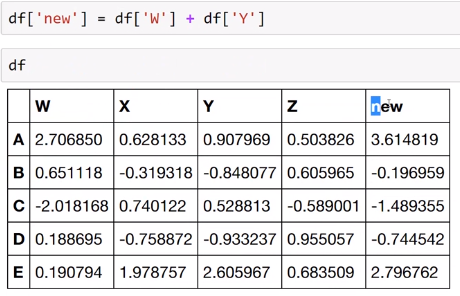 df['new'] = df['W'] + df['Y']
df
W X Y Z new
A 2.706850 0.628133 0.907969 0.503826 3.614819
B 0.651118 -0.319318 -0.848077 0.605965 -0.196959
C -2.018168 0.740122 0.528813 -0.589001 -1.489355
D 0.188695 -0.758872 -0.933237 0.955057 -0.744542
E 0.190794 1.978757 2.605967 0.683509 2.796762